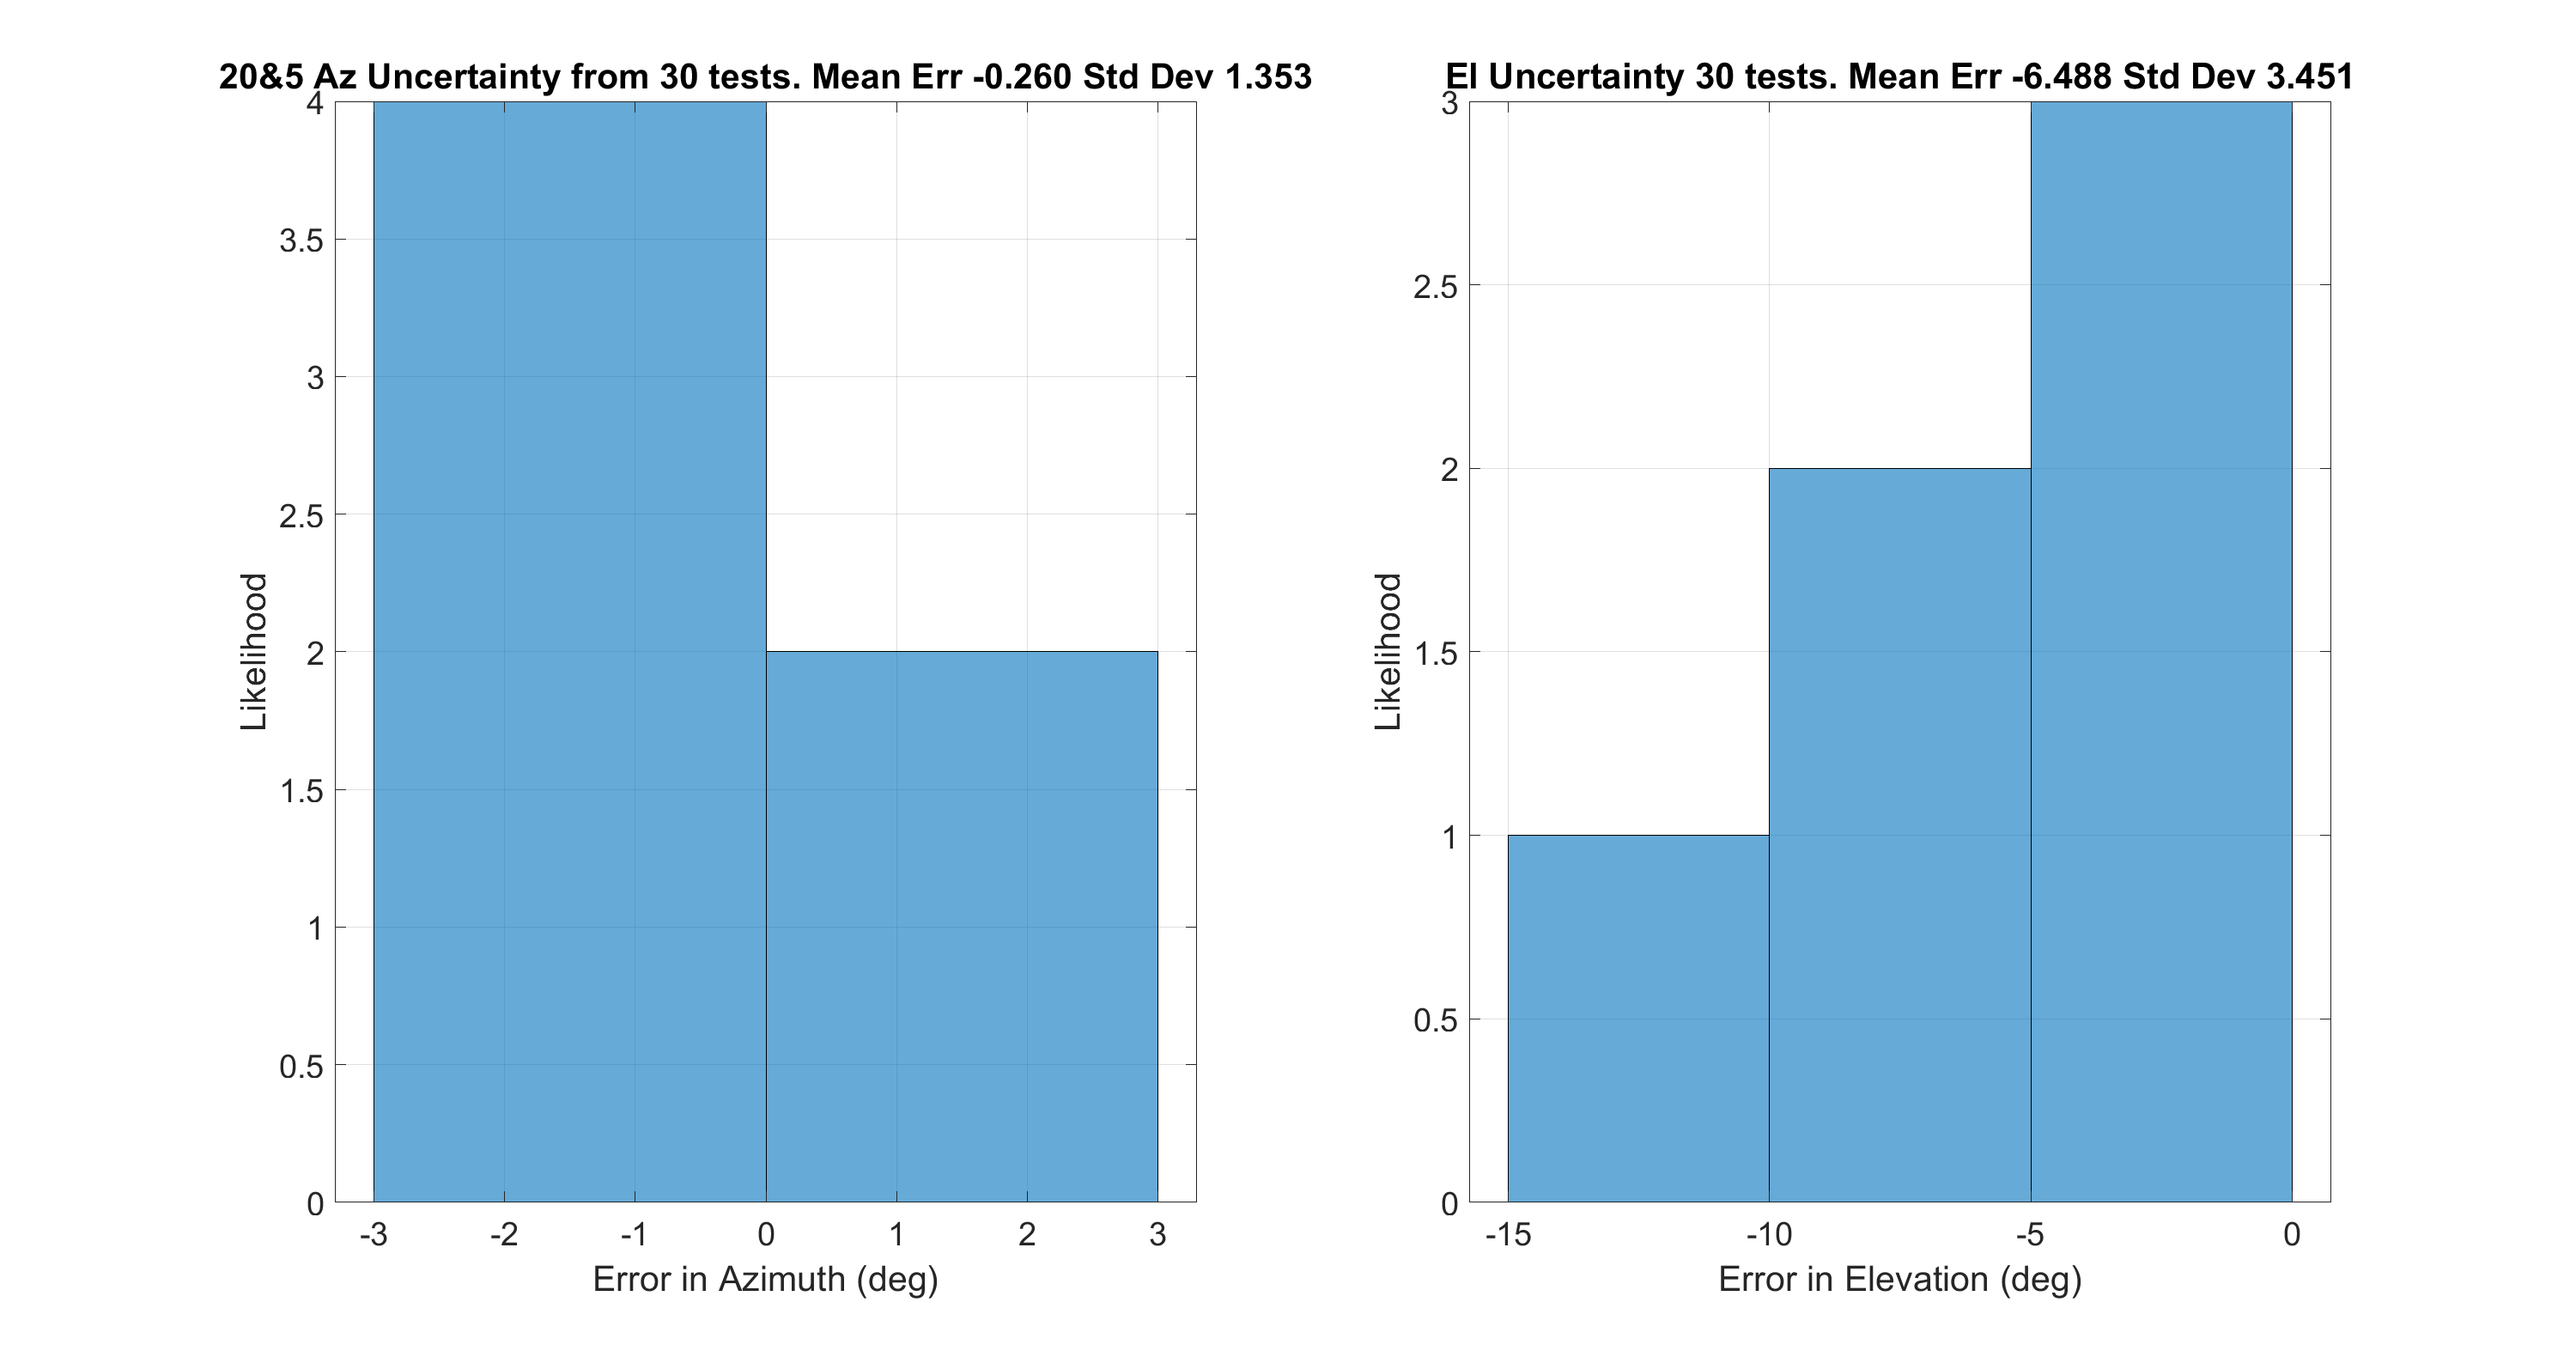 20&5 Az Uncertainty from 30 tests. Mean Err -0.260 Std Dev 1.353
4
3.5
3
2.5
2
1.5
1
0.5
0
Likelihood
-3 -2 -1 0 1 2 3
Error in Azimuth (deg)
El Uncertainty 30 tests. Mean Err -6.488 Std Dev 3.451
3
2.5
2
1.5
1
0.5
0
Likelihood
-15 -10 -5 0
Error in Elevation (deg)